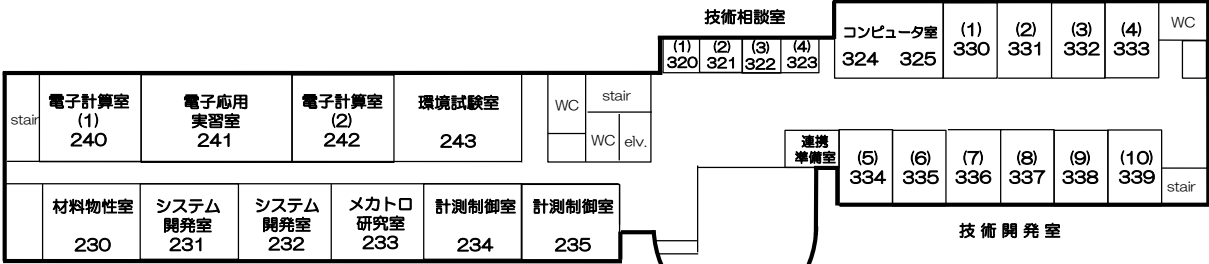 技術相談室
(1) (2) (3) (4)
320 321 322 323
コンピュータ室
324 325
(1) (2) (3) (4)
330 331 332 333
WC
stair
電子計算室
(1)
240
電子応用
実習室
241
電子計算室
(2)
242
環境試験室
243
WC
stair
WC
elv.
連携
準備室
(5) (6) (7) (8) (9) (10)
334 335 336 337 338 339
stair
技術開発室
材料物性室
230
システム
開発室
231
システム
開発室
232
メカトロ
研究室
233
計測制御室
234
計測制御室
235